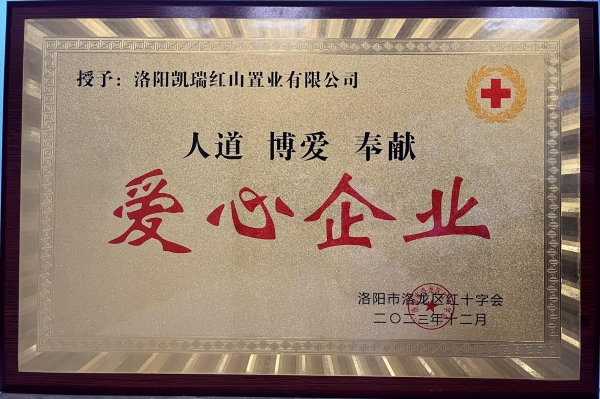 授予：洛阳凯瑞红山置业有限公司
人道 博爱 奉献
爱心企业
洛阳市洛龙区红十字会
二〇二三年十二月